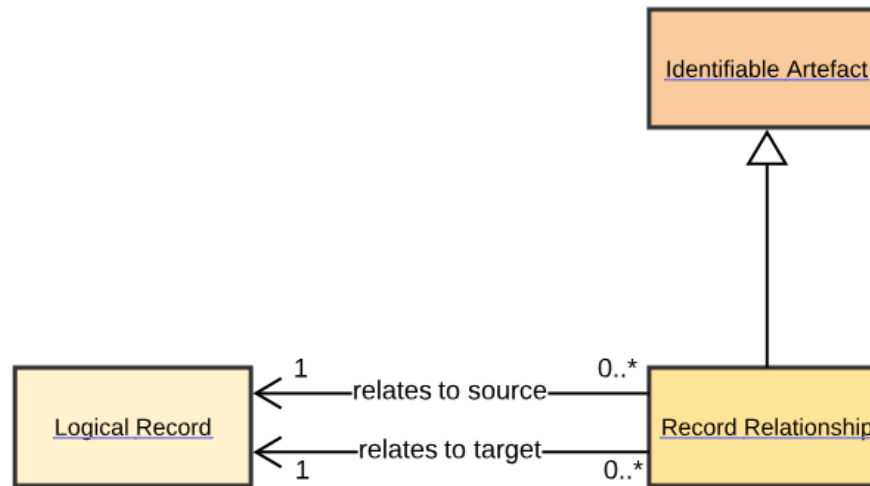 Identifiable Artefact
1
0..*
relates to source
Logical Record
Record Relationship
relates to target
1
0..*